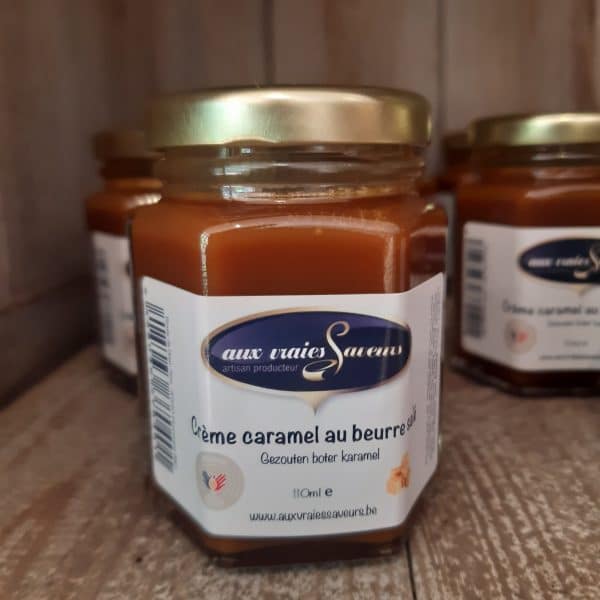 aux vraies Saveurs
artisan producteur
Crème caramel au beurre salé
Gezouten boter karamel
110ml e
www.auxvraiessaveurs.be
aux vraies
Crème caramel au